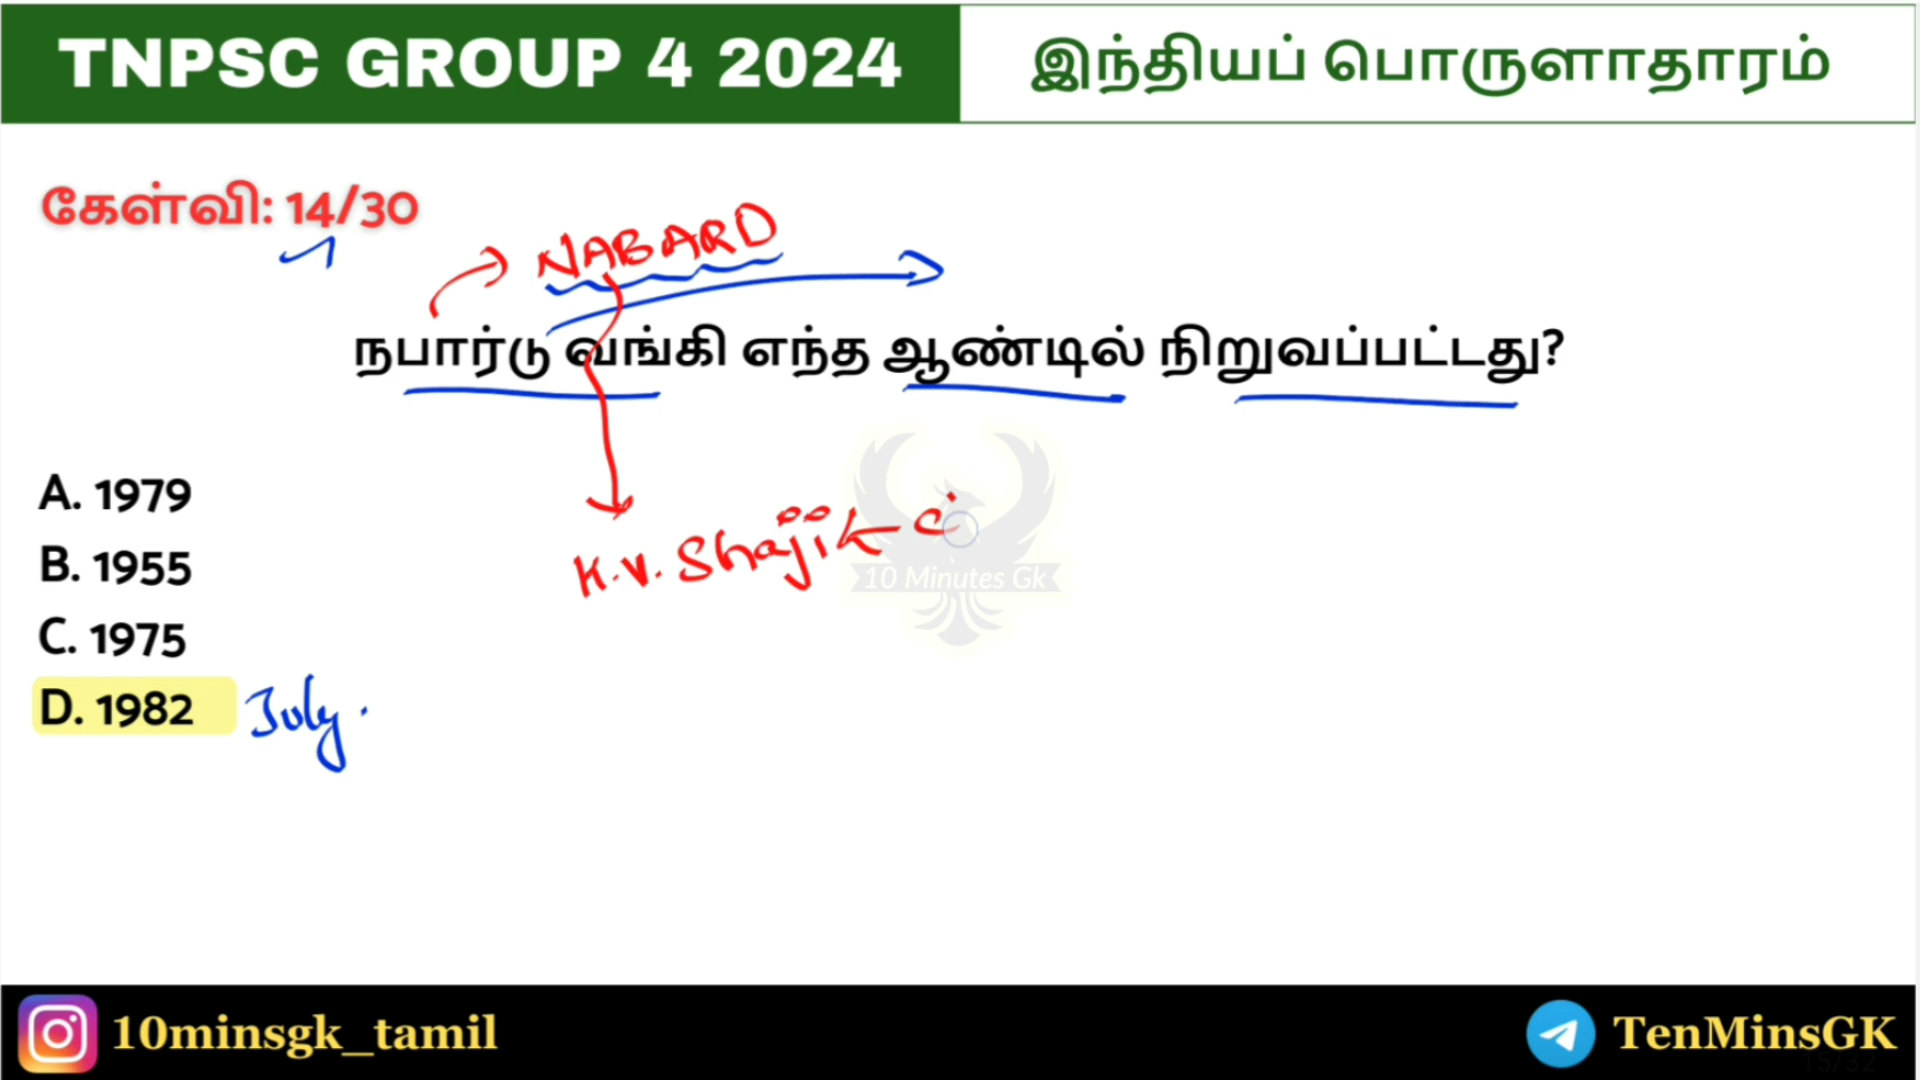 TNPSC GROUP 4 2024
இந்தியப் பொருளாதாரம்
கேள்வி: 14/30
NABARD
நபார்டு வங்கி எந்த ஆண்டில் நிறுவப்பட்டது?
A. 1979
K.V. Shaji
10 Minutes Gk
B. 1955
C. 1975
D. 1982 July.
10minsgk_tamil
TenMinsGK